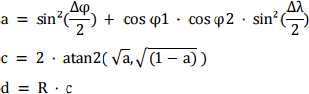 a = sin²(Δφ/2) + cos φ1 · cos φ2 · sin²(Δλ/2)
c = 2 · atan2( √a, √(1 − a) )
d = R · c